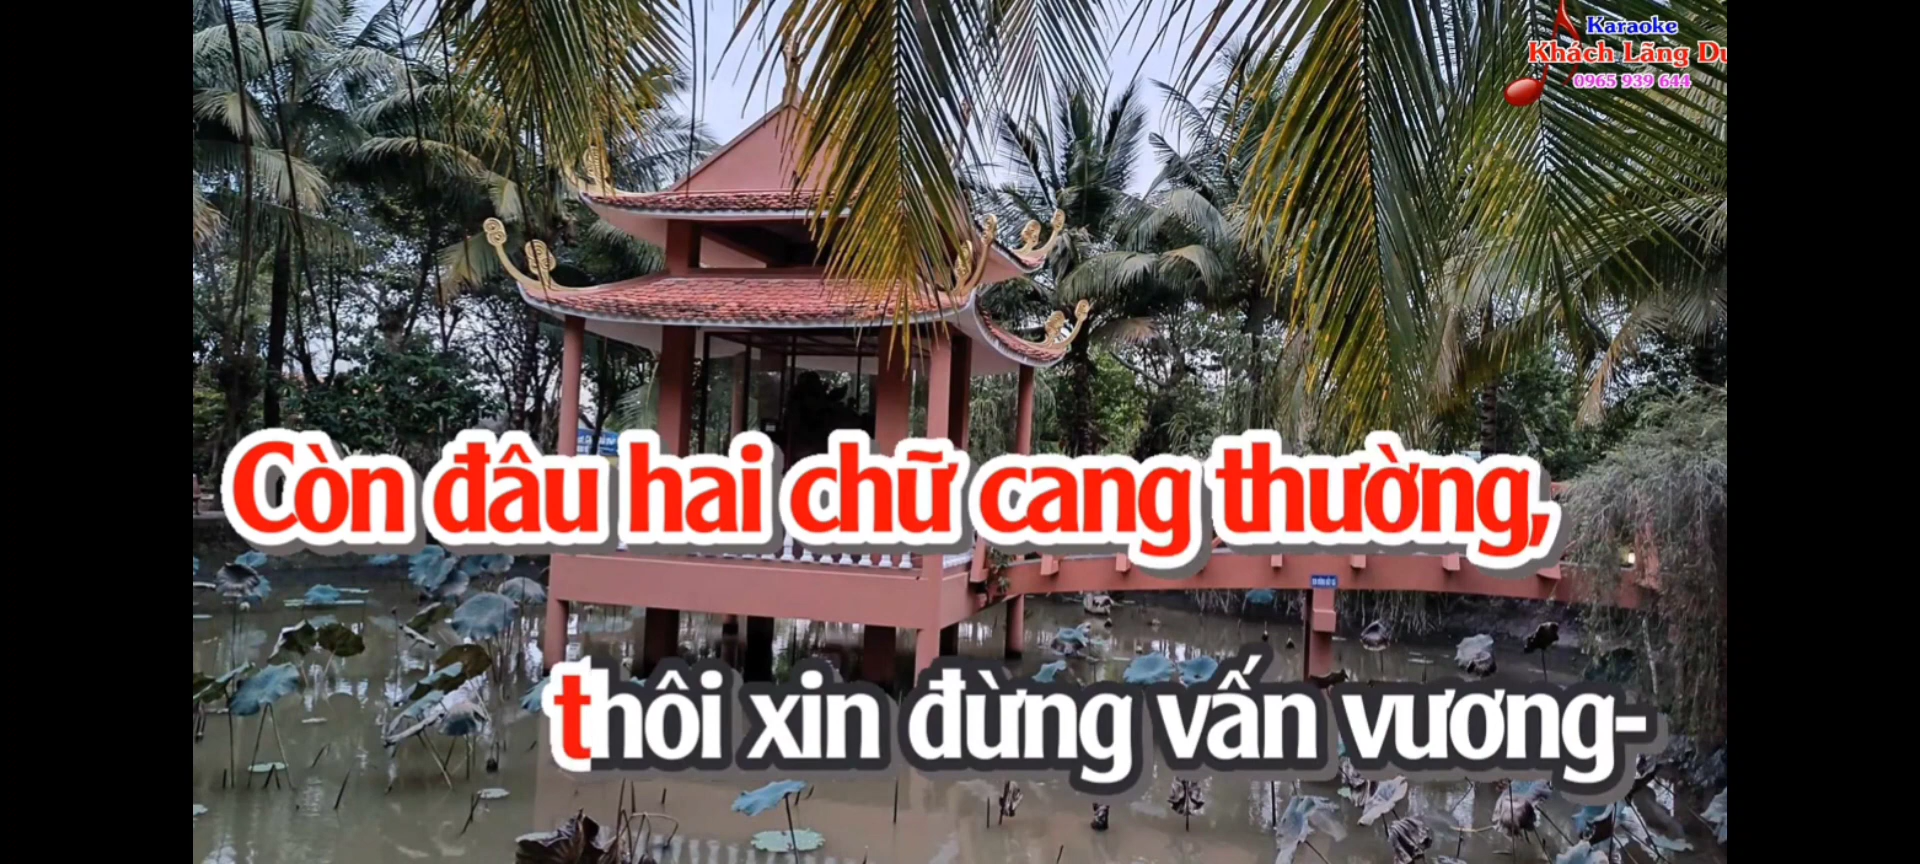 Karaoke
Khách Lãng Du
0965 939 644
Còn đâu hai chữ cang thường,
thôi xin đừng vấn vương-